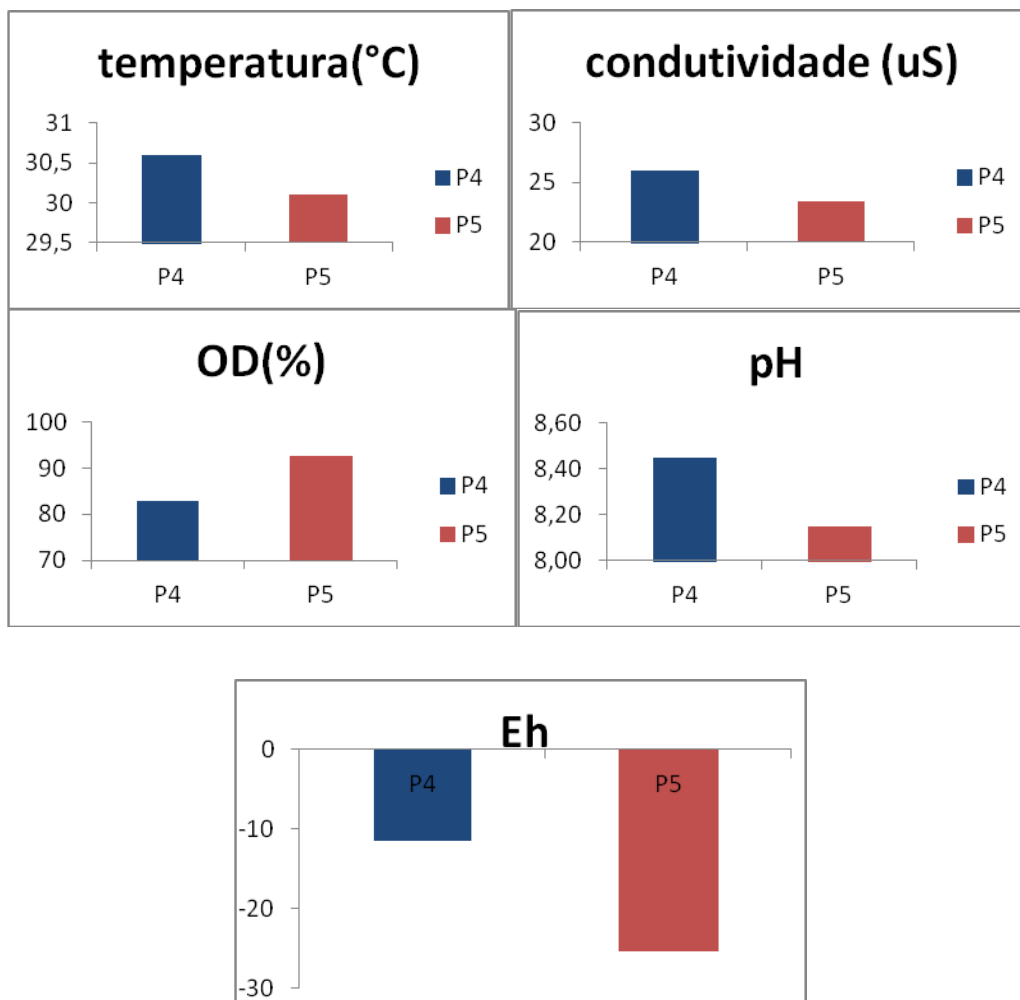 temperatura(°C)
31
30,5
30
29,5
P4
P5
P4
P5
condutividade (uS)
30
25
20
P4
P5
P4
P5
OD(%)
100
90
80
70
P4
P5
P4
P5
pH
8,60
8,40
8,20
8,00
P4
P5
P4
P5
Eh
0
-10
-20
-30
P4
P5